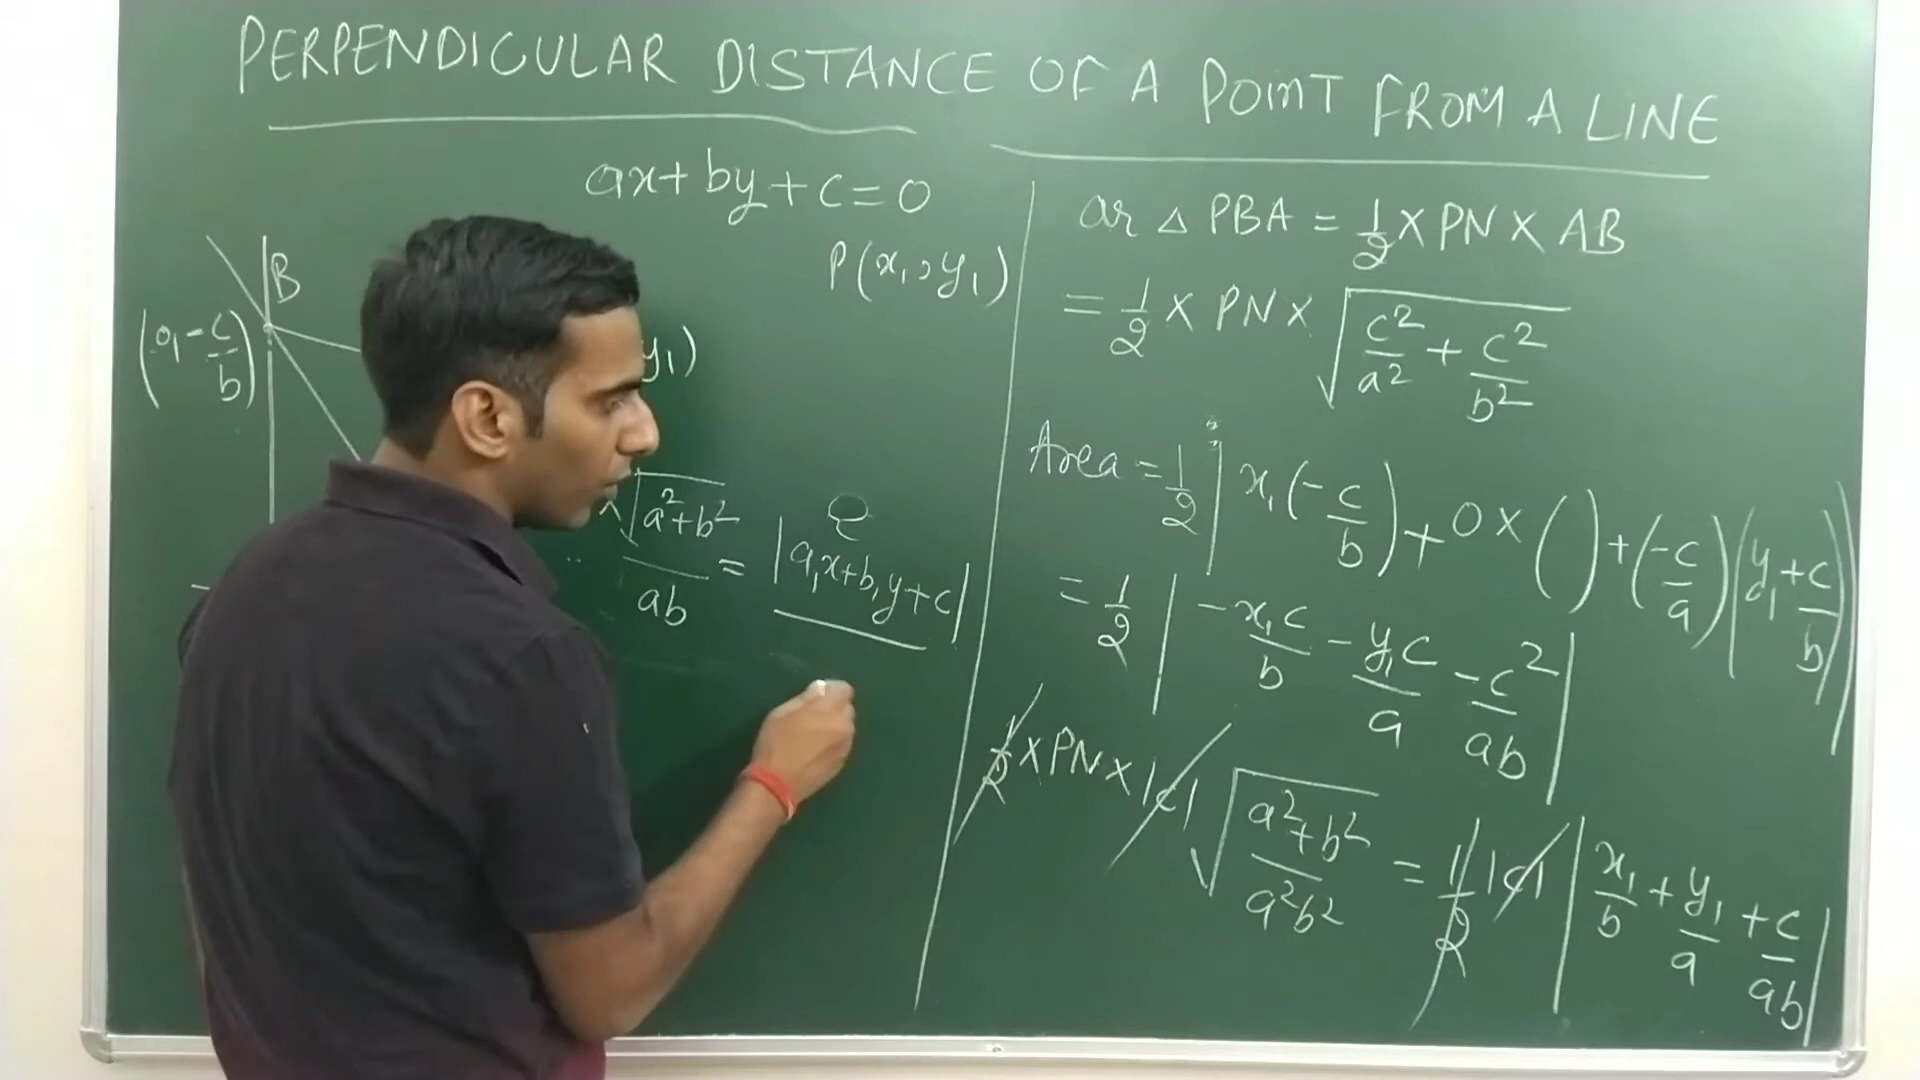 PERPENDICULAR DISTANCE OF A POINT FROM A LINE
ax+by+c=0
P(x₁,y₁)
B
(0,-c/b)
y₁)
×√(a²+b²)/ab = |a₁x+b₁y+c|
ar △ PBA = 1/2 × PN × AB
= 1/2 × PN × √(c²/a² + c²/b²)
Area = 1/2 | x₁(-c/b) + 0×( ) + (-c/a)(y₁+c/b) |
= 1/2 | -x₁c/b - y₁c/a - c²/ab |
1/2 × PN × |c| √((a²+b²)/a²b²) = 1/2 |c| | x₁/b + y₁/a + c/ab |